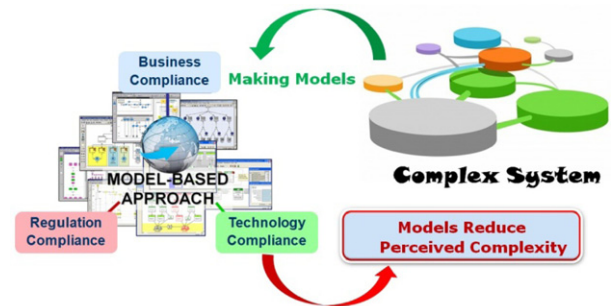 Business
Compliance
Making Models
MODEL-BASED
APPROACH
Complex System
Regulation
Compliance
Technology
Compliance
Models Reduce
Perceived Complexity